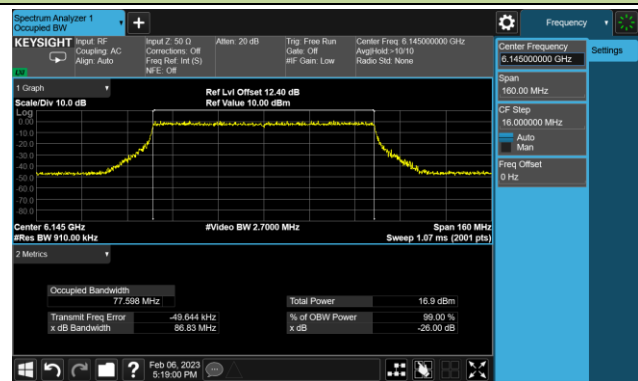 Spectrum Analyzer 1
Occupied BW
Frequency
KEYSIGHT
Input: RF
Coupling: AC
Align: Auto
Input Z: 50 Ω
Corrections: Off
Freq Ref: Int (S)
NFE: Off
Atten: 20 dB
Trig: Free Run
Gate: Off
#IF Gain: Low
Center Freq: 6.145000000 GHz
Avg|Hold:>10/10
Radio Std: None
Center Frequency
6.145000000 GHz
Settings
Span
160.00 MHz
CF Step
16.000000 MHz
Auto
Man
Freq Offset
0 Hz
1 Graph
Scale/Div 10.0 dB
Ref Lvl Offset 12.40 dB
Ref Value 10.00 dBm
Log
0.00
-10.0
-20.0
-30.0
-40.0
-50.0
-60.0
-70.0
-80.0
Center 6.145 GHz
#Res BW 910.00 kHz
#Video BW 2.7000 MHz
Span 160 MHz
Sweep 1.07 ms (2001 pts)
2 Metrics
Occupied Bandwidth
77.598 MHz
Total Power 16.9 dBm
Transmit Freq Error -49.644 kHz
% of OBW Power 99.00 %
x dB Bandwidth 86.83 MHz
x dB -26.00 dB
Feb 06, 2023
5:19:00 PM